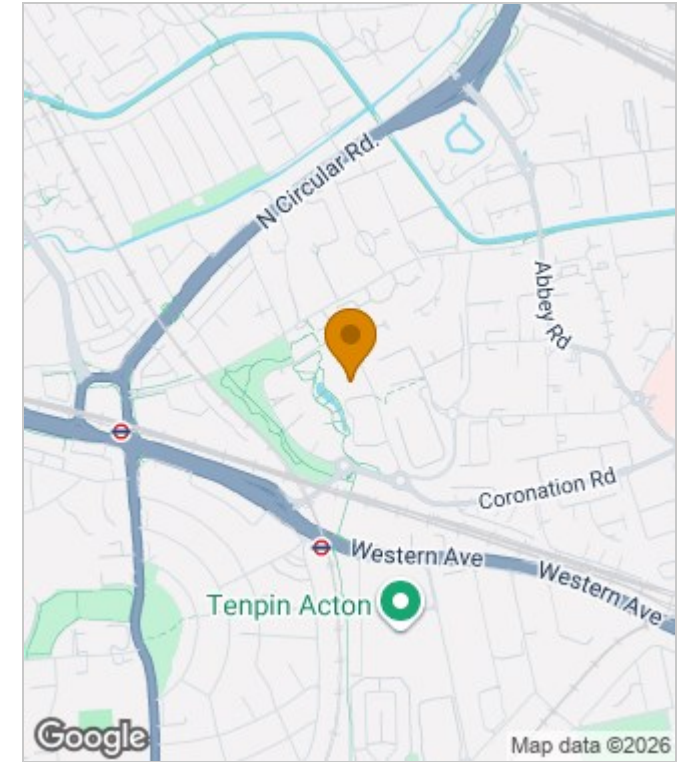 N Circular Rd.
Abbey Rd
Coronation Rd
Western Ave
Western Ave
Tenpin Acton
Google
Map data ©2026